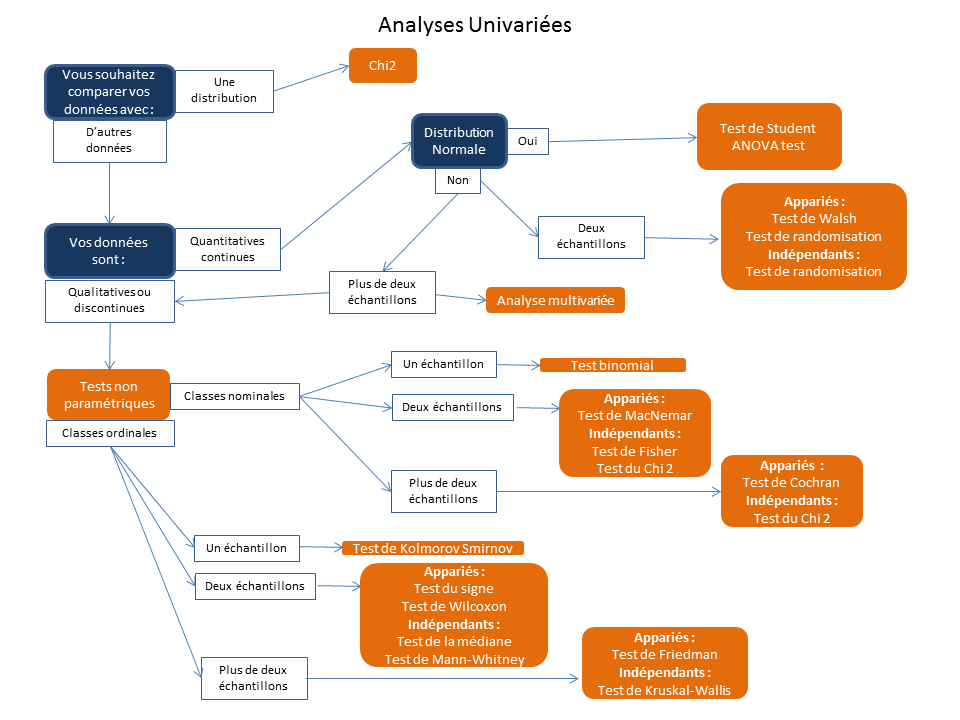 Analyses Univariées
Vous souhaitez
comparer vos
données avec :
Une
distribution
Chi2
D’autres
données
Distribution
Normale
Oui
Test de Student
ANOVA test
Non
Vos données
sont :
Quantitatives
continues
Deux
échantillons
Appariés :
Test de Walsh
Test de randomisation
Indépendants :
Test de randomisation
Qualitatives ou
discontinues
Plus de deux
échantillons
Analyse multivariée
Tests non
paramétriques
Classes nominales
Un échantillon
Test binomial
Deux échantillons
Appariés :
Test de MacNemar
Indépendants :
Test de Fisher
Test du Chi 2
Classes ordinales
Plus de deux
échantillons
Appariés :
Test de Cochran
Indépendants :
Test du Chi 2
Un échantillon
Test de Kolmorov Smirnov
Deux échantillons
Appariés :
Test du signe
Test de Wilcoxon
Indépendants :
Test de la médiane
Test de Mann-Whitney
Plus de deux
échantillons
Appariés :
Test de Friedman
Indépendants :
Test de Kruskal-Wallis